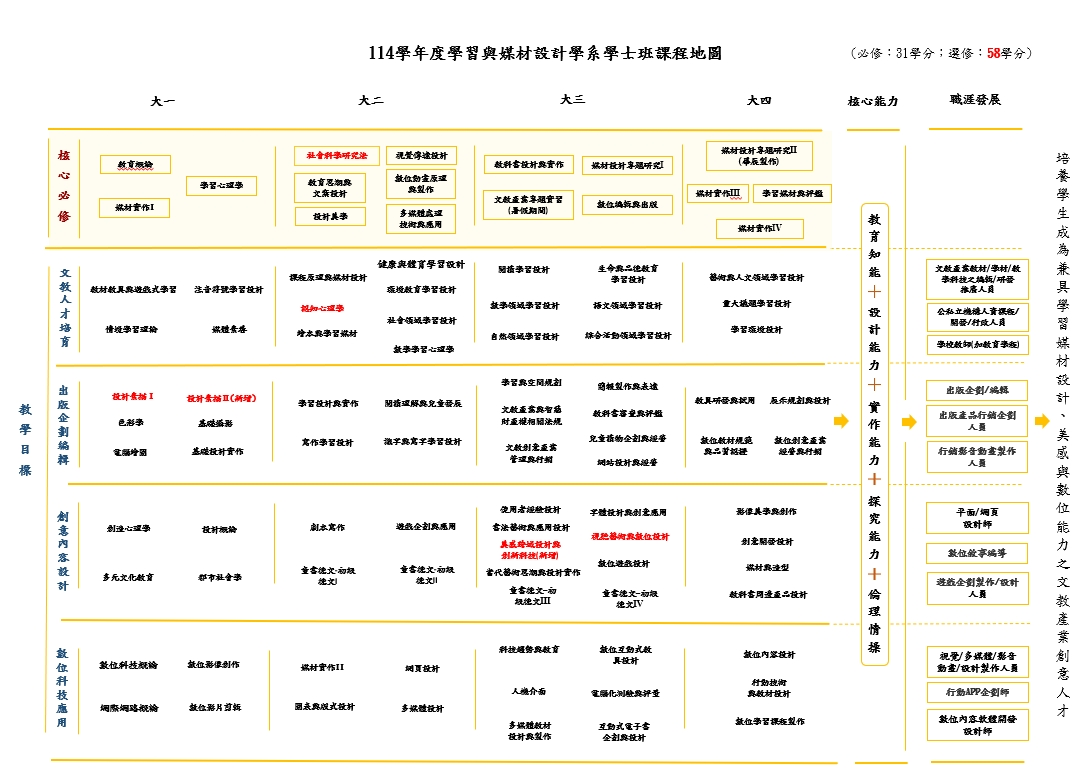 114學年度學習與媒材設計學系學士班課程地圖
(必修：31學分；選修：58學分)
大一
大二
大三
大四
核心能力
職涯發展
教學目標
核心必修
教育概論
學習心理學
媒材實作I
社會科學研究法
視覺傳達設計
教育思潮與
文案設計
數位動畫原理
與製作
設計美學
多媒體處理
技術與應用
教科書設計與實作
媒材設計專題研究I
文教產業專題實習
(暑假期間)
數位編輯與出版
媒材設計專題研究II
(畢展製作)
媒材實作III
學習媒材與評鑑
媒材實作IV
文教人才培育
教材教具與遊戲式學習
注音符號學習設計
情境學習理論
媒體素養
課程原理與媒材設計
健康與體育學習設計
環境教育學習設計
認知心理學
社會領域學習設計
繪本與學習媒材
數學學習心理學
閱讀學習設計
生命與品德教育
學習設計
數學領域學習設計
語文領域學習設計
自然領域學習設計
綜合活動領域學習設計
藝術與人文領域學習設計
重大議題學習設計
學習環境設計
文教產業教材/學材/教
學科技之編輯/研發
推廣人員
公私立機構人資課程/
開發/行政人員
學校教師(加教育學程)
出版企劃編輯
設計素描 I
設計素描II(新增)
色彩學
基礎攝影
電腦繪圖
基礎設計實作
學習設計與實作
閱讀理解與兒童發展
寫作學習設計
識字與寫字學習設計
學習與空間規劃
簡報製作與表達
文教產業與智慧
財產權相關法規
教科書審查與評鑑
兒童讀物企劃與經營
文教創意產業
管理與行銷
網站設計與經營
教具研發與試用
展示規劃與設計
數位教材規範
與品質認證
數位創意產業
經營與行銷
出版企劃/編輯
出版產品行銷企劃
人員
行銷影音動畫製作
人員
創意內容設計
創造心理學
設計概論
多元文化教育
都市社會學
劇本寫作
遊戲企劃與應用
童書德文-初級
德文I
童書德文-初級
德文II
使用者經驗設計
字體設計與創意應用
書法藝術與應用設計
視聽藝術與數位設計
美感跨域設計與
創新科技(新增)
數位遊戲設計
當代藝術思潮與設計實作
童書德文-初
級德文III
童書德文-初級
德文IV
影像美學與創作
創意開發設計
媒材與造型
教科書周邊產品設計
平面/網頁
設計師
數位敘事編導
遊戲企劃製作/設計
人員
數位科技應用
數位科技概論
數位影像創作
網際網路概論
數位影片剪輯
媒材實作II
網頁設計
圖表與版式設計
多媒體設計
科技趨勢與教育
數位互動式教
具設計
人機介面
電腦化測驗與評量
多媒體教材
設計與製作
互動式電子書
企劃與設計
數位內容設計
行動技術
與教材設計
數位學習課程製作
視覺/多媒體/影音
動畫/設計製作人員
行動APP企劃師
數位內容軟體開發
設計師
教育知能＋設計能力＋實作能力＋探究能力＋倫理情操
培養學生成為兼具學習媒材設計、美感與數位能力之文教產業創意人才